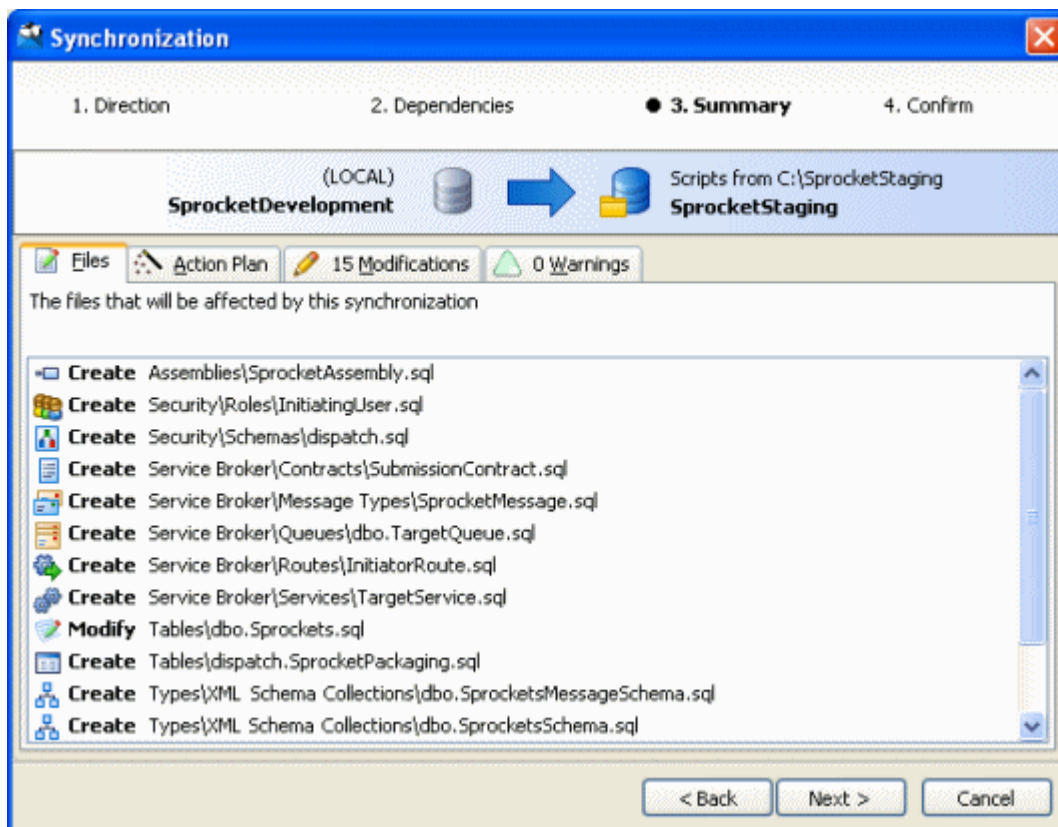 Synchronization
1. Direction 2. Dependencies 3. Summary 4. Confirm
(LOCAL)
SprocketDevelopment
Scripts from C:\SprocketStaging
SprocketStaging
Files Action Plan 15 Modifications 0 Warnings
The files that will be affected by this synchronization
Create Assemblies\SprocketAssembly.sql
Create Security\Roles\InitiatingUser.sql
Create Security\Schemas\dispatch.sql
Create Service Broker\Contracts\SubmissionContract.sql
Create Service Broker\Message Types\SprocketMessage.sql
Create Service Broker\Queues\dbo.TargetQueue.sql
Create Service Broker\Routes\InitiatorRoute.sql
Create Service Broker\Services\TargetService.sql
Modify Tables\dbo.Sprockets.sql
Create Tables\dispatch.SprocketPackaging.sql
Create Types\XML Schema Collections\dbo.SprocketsMessageSchema.sql
Create Types\XML Schema Collections\dbo.SprocketsSchema.sql
< Back Next > Cancel